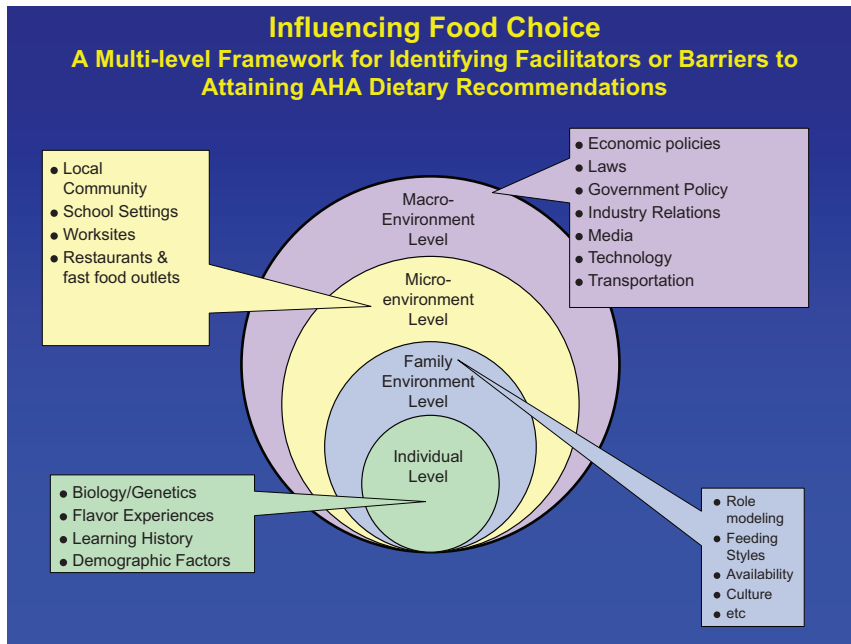 Influencing Food Choice
A Multi-level Framework for Identifying Facilitators or Barriers to
Attaining AHA Dietary Recommendations
● Local
Community
● School Settings
● Worksites
● Restaurants &
fast food outlets
● Economic policies
● Laws
● Government Policy
● Industry Relations
● Media
● Technology
● Transportation
Macro-
Environment
Level
Micro-
environment
Level
Family
Environment
Level
Individual
Level
● Biology/Genetics
● Flavor Experiences
● Learning History
● Demographic Factors
● Role
modeling
● Feeding
Styles
● Availability
● Culture
● etc